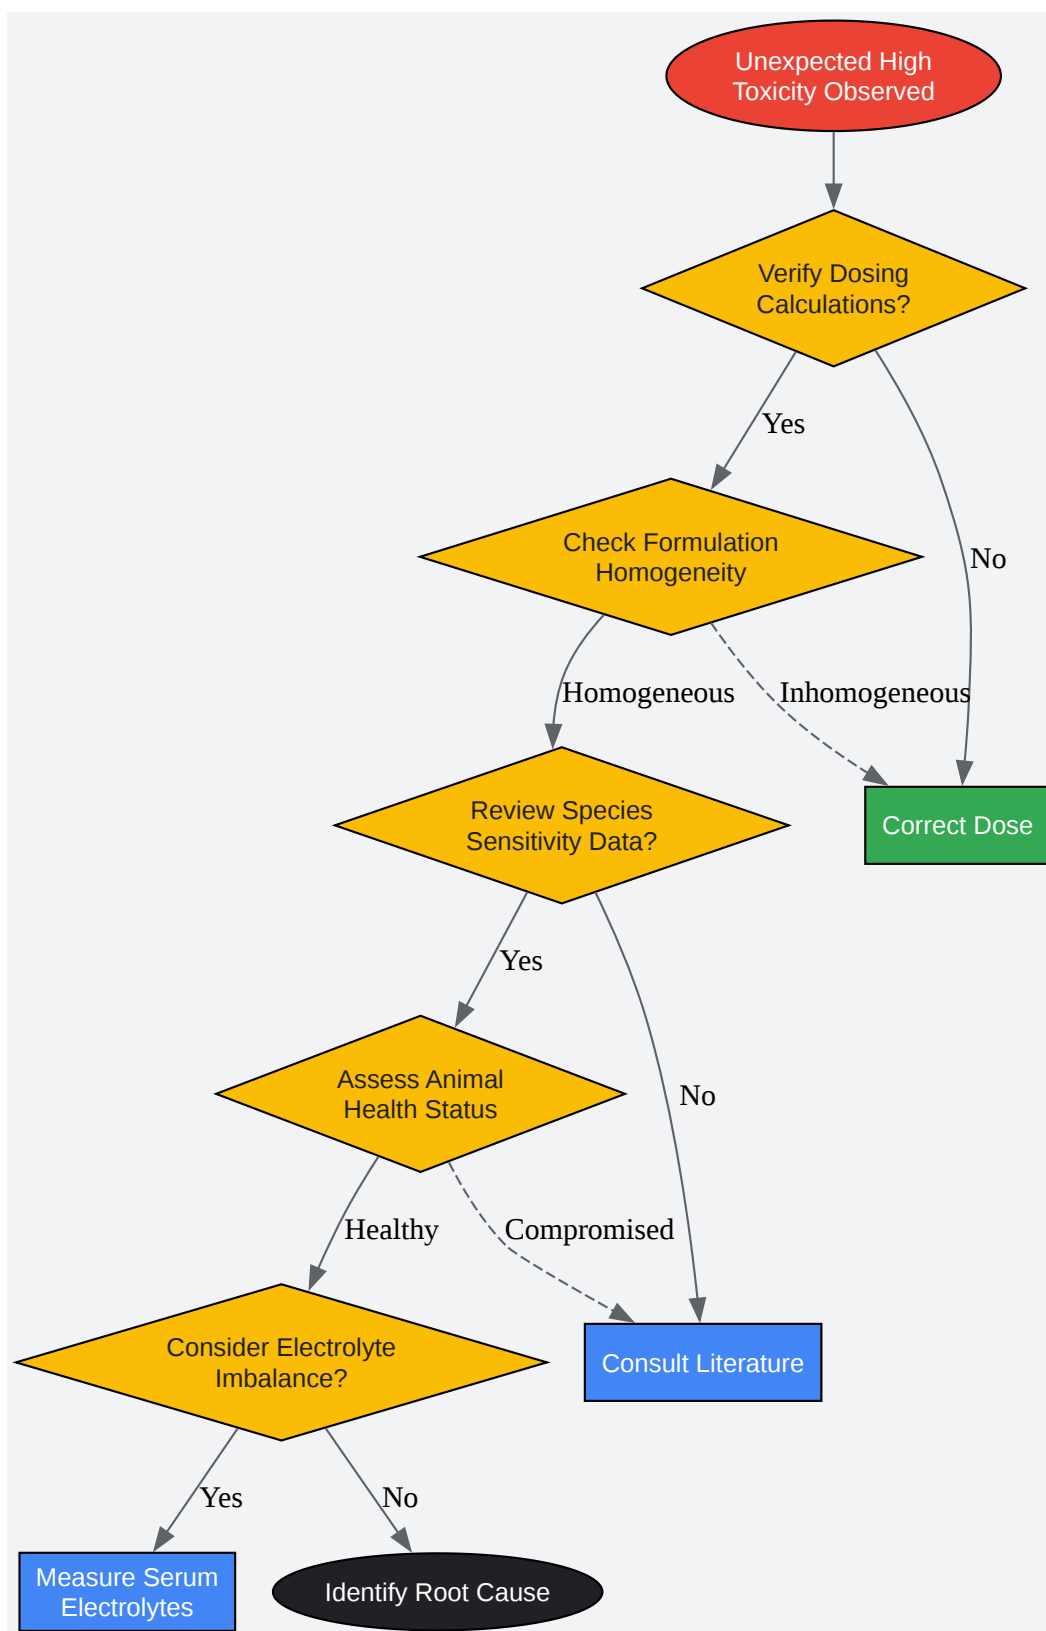 Unexpected High
Toxicity Observed
Verify Dosing
Calculations?
Yes
No
Check Formulation
Homogeneity
Homogeneous
Inhomogeneous
Review Species
Sensitivity Data?
Correct Dose
Yes
No
Assess Animal
Health Status
Healthy
Compromised
Consider Electrolyte
Imbalance?
Consult Literature
Yes
No
Measure Serum
Electrolytes
Identify Root Cause